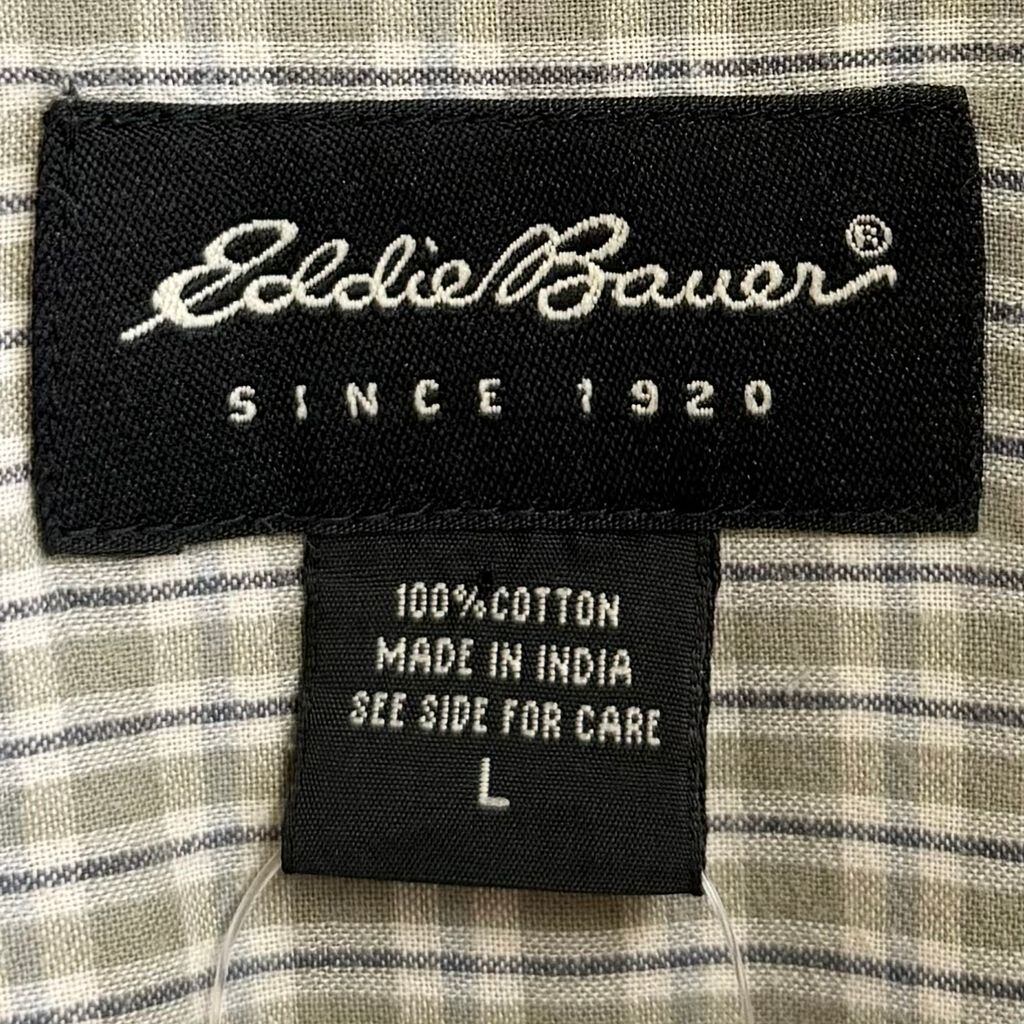 Eddie Bauer®
SINCE 1920
100% COTTON
MADE IN INDIA
SEE SIDE FOR CARE
L